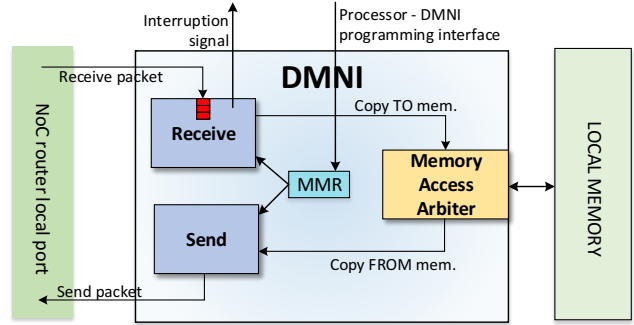 Interruption
signal
Processor - DMNI
programming interface
DMNI
Receive packet
Copy TO mem.
Receive
NoC router local port
MMR
Memory
Access
Arbiter
LOCAL MEMORY
Send
Copy FROM mem.
Send packet